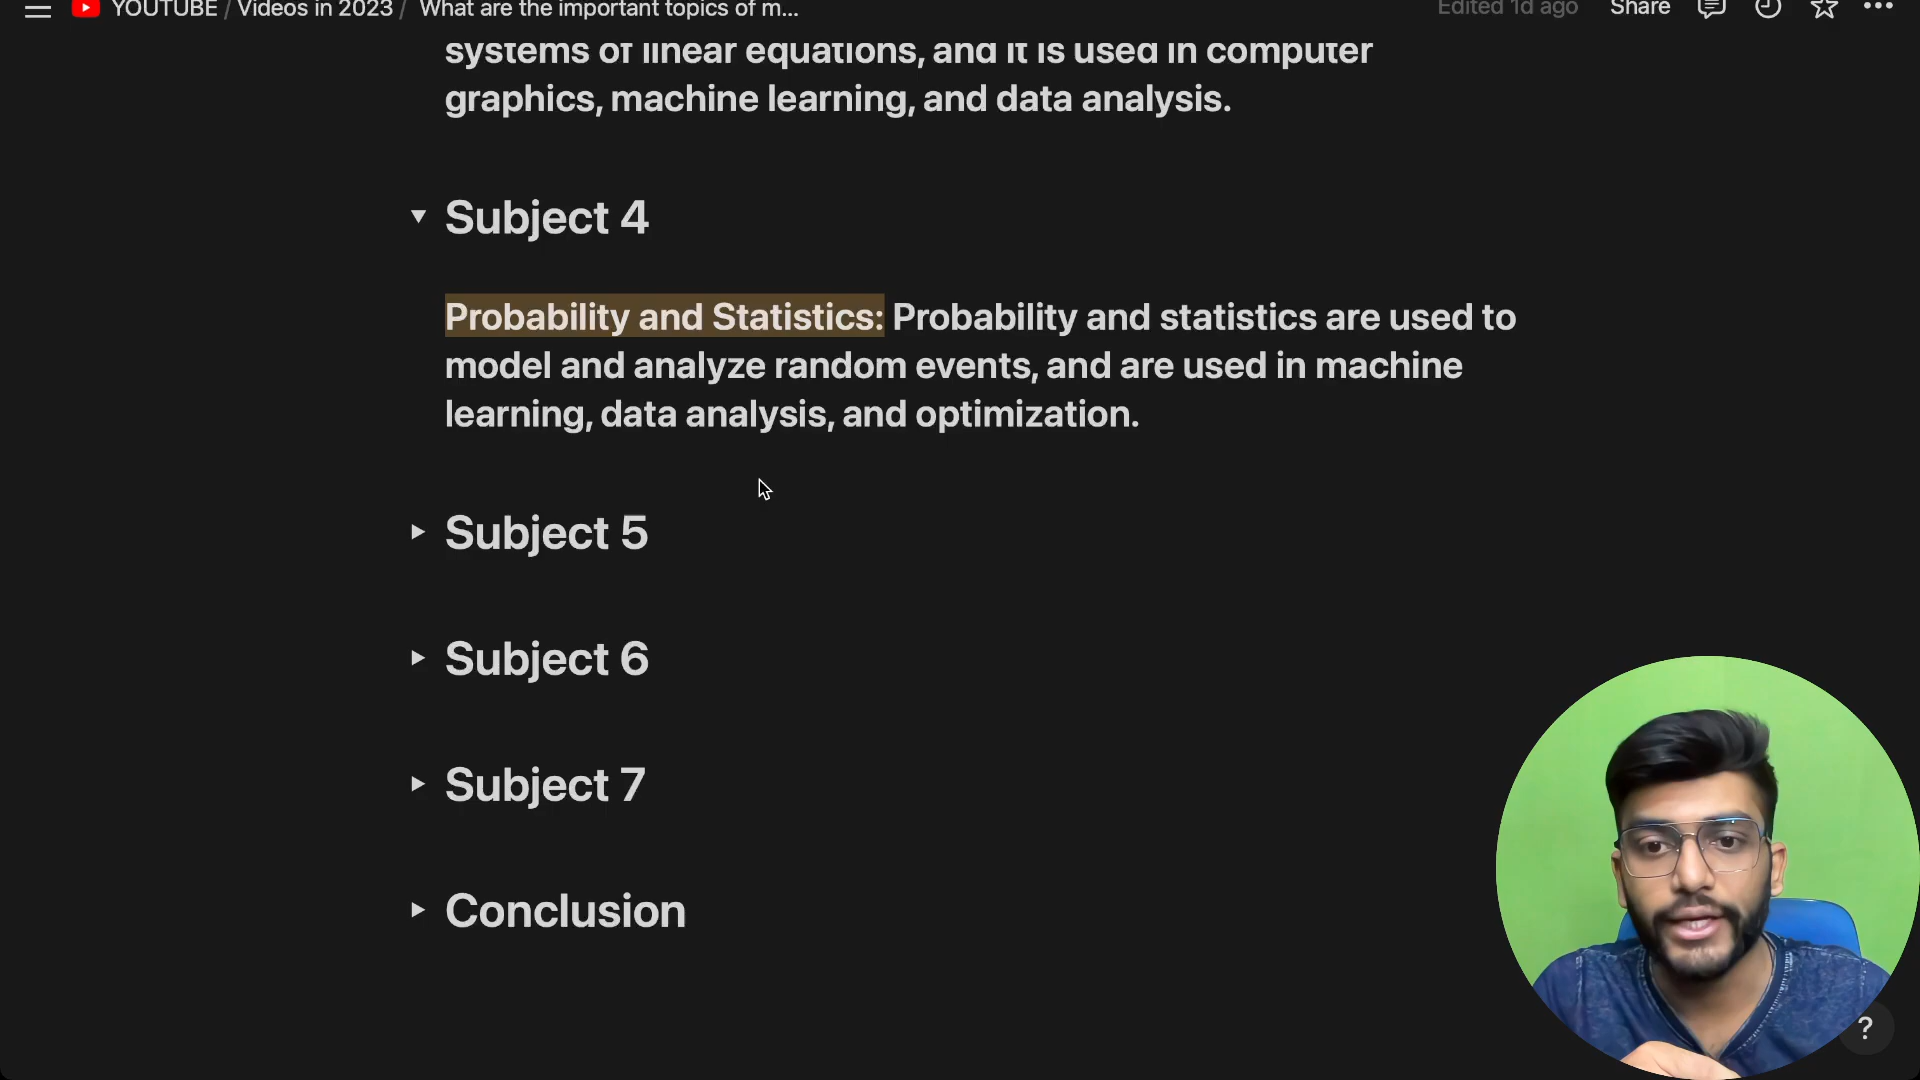 YOUTUBE / Videos in 2023 / What are the important topics of m... Edited 1d ago Share
systems of linear equations, and it is used in computer
graphics, machine learning, and data analysis.
Subject 4
Probability and Statistics: Probability and statistics are used to
model and analyze random events, and are used in machine
learning, data analysis, and optimization.
Subject 5
Subject 6
Subject 7
Conclusion
?